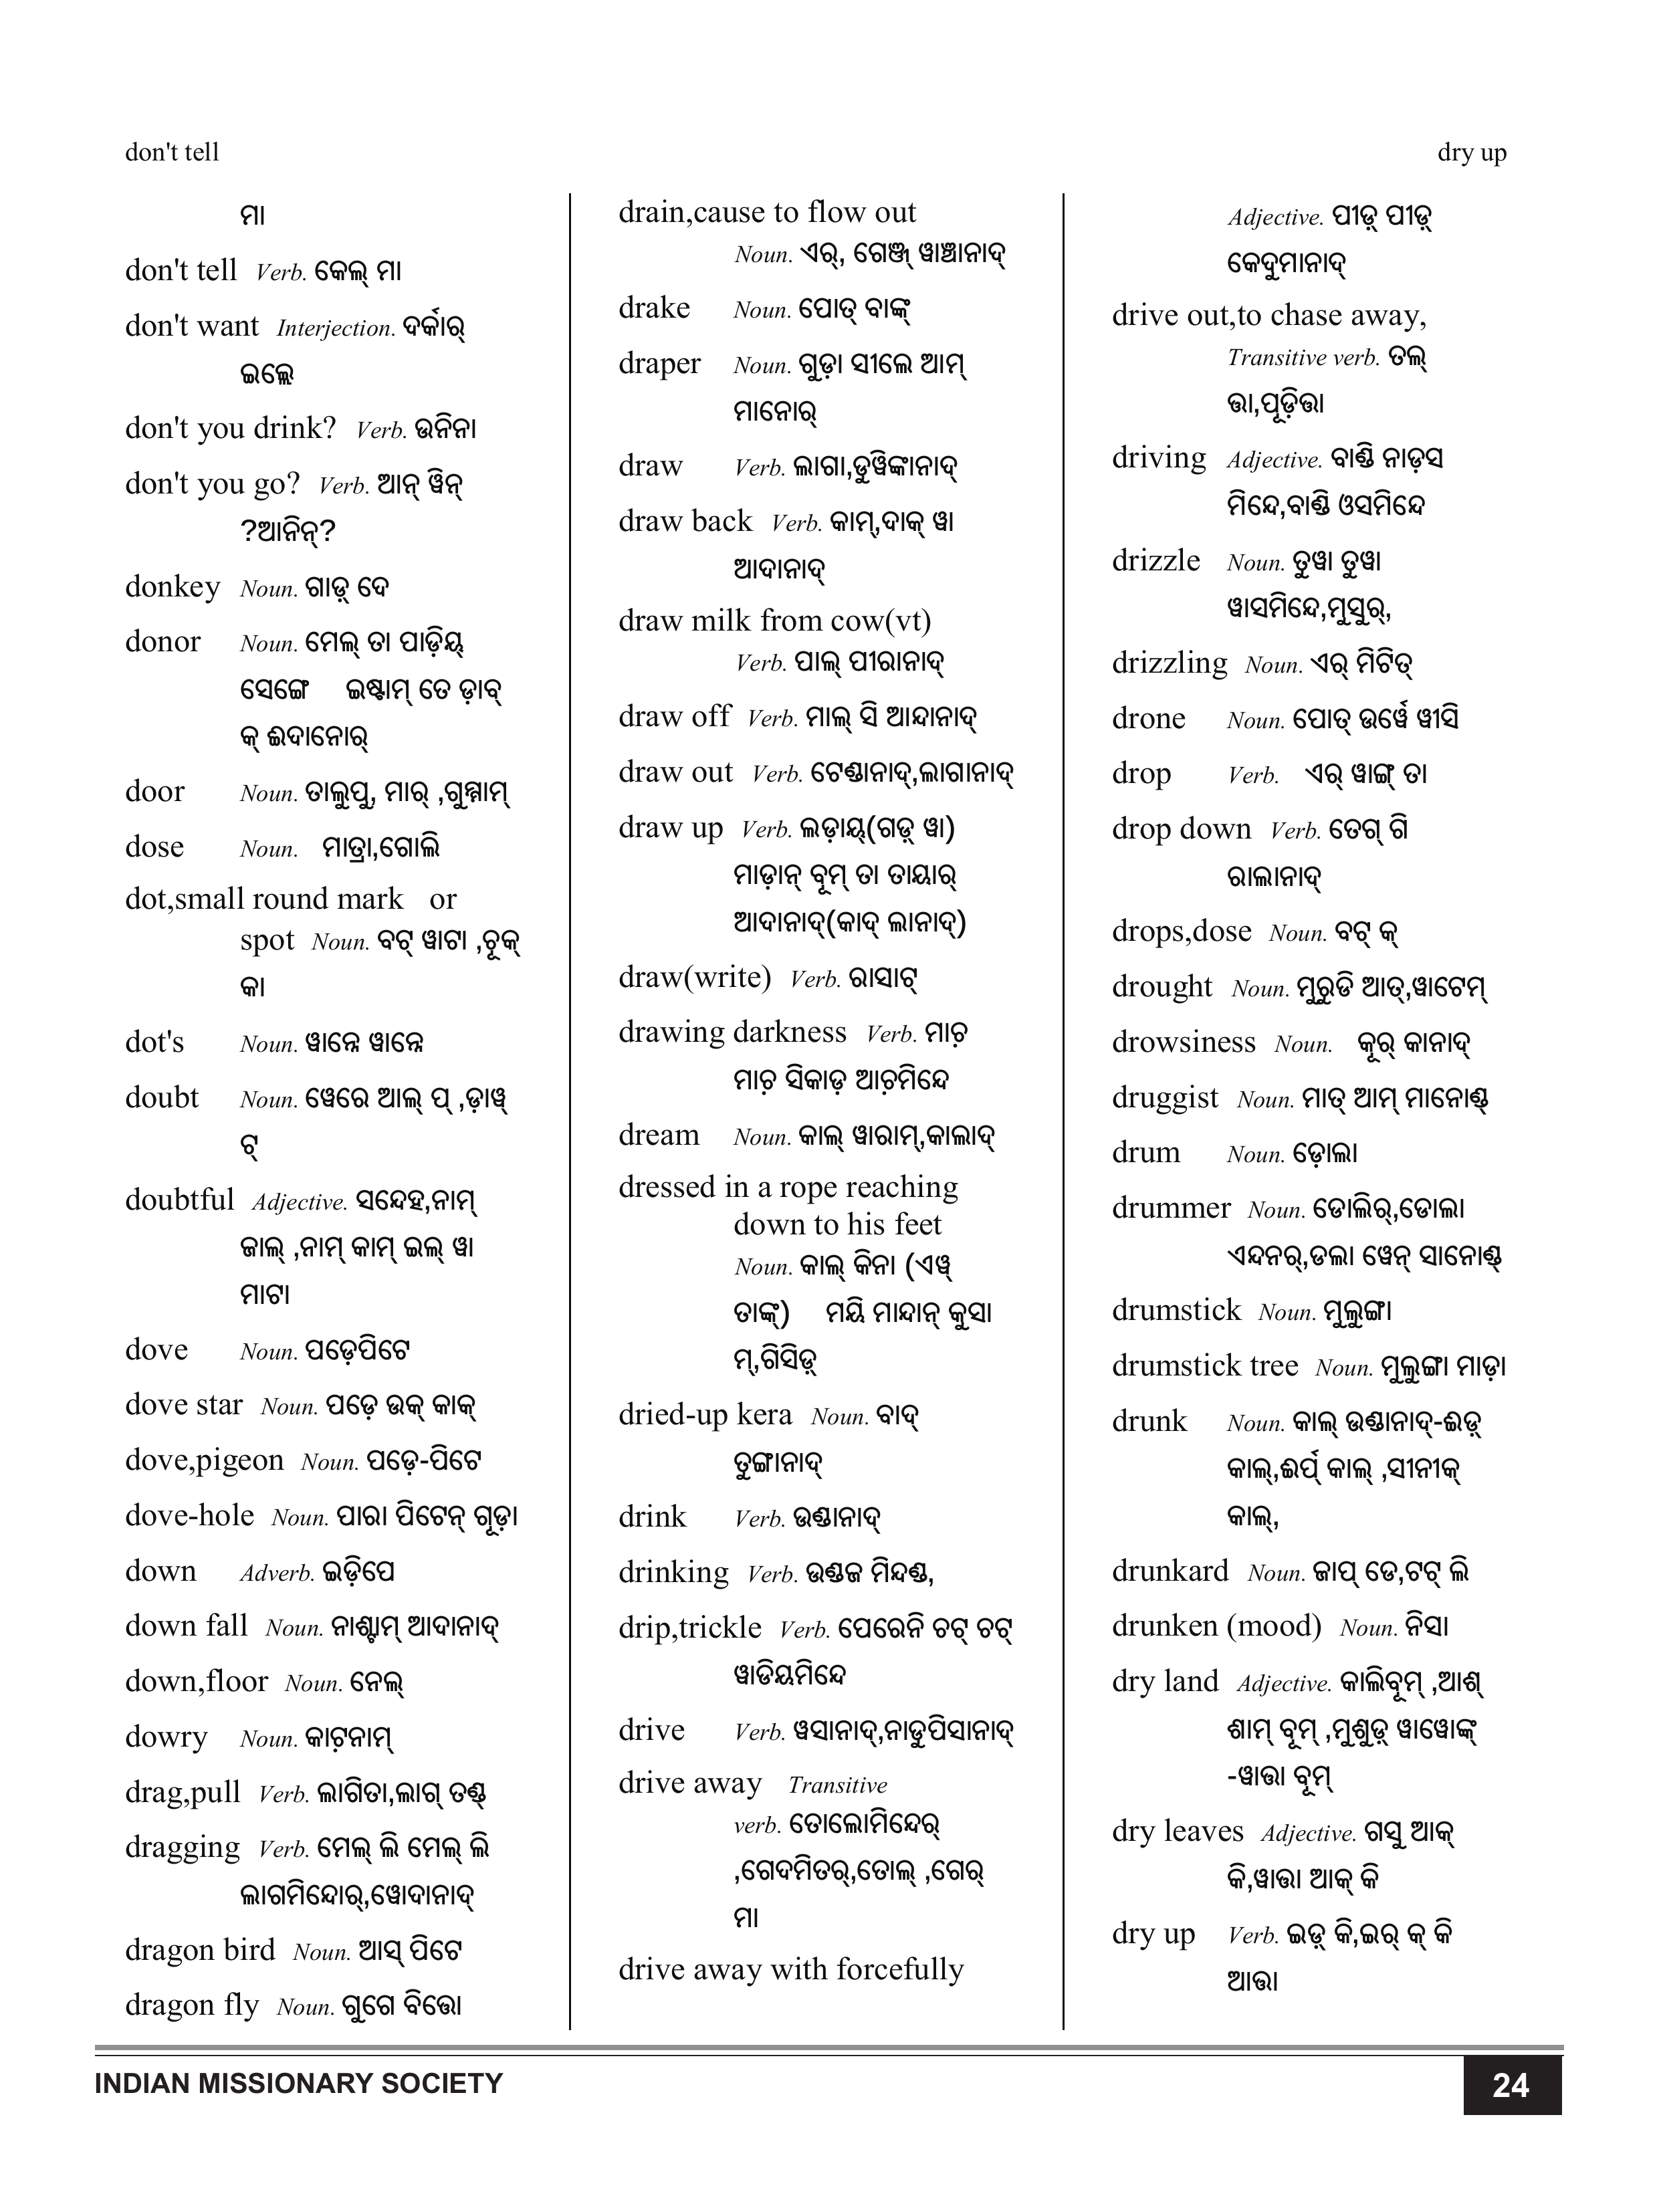 don't tell
dry up
ମା
don't tell Verb. କେଲ୍ ମା
don't want Interjection. ଦର୍କାର୍
ଇଲ୍ଲେ
don't you drink? Verb. ଉନିନା
don't you go? Verb. ଆନ୍ ୱିନ୍
?ଆନିନ୍?
donkey Noun. ଗାଡ଼୍ ଦେ
donor Noun. ମେଲ୍ ତା ପାଡ଼ିୟ୍
ସେଙ୍ଗେ ଇଷ୍ଟାମ୍ ତେ ଡ଼ାବ୍
କ୍ ଈଦାନୋର୍
door Noun. ତାଲୁପୁ, ମାର୍ ,ଗୁମ୍ମାମ୍
dose Noun. ମାତ୍ରା,ଗୋଲି
dot,small round mark or
spot Noun. ବଟ୍ ୱାଟା ,ଚୂକ୍
କା
dot's Noun. ୱାନ୍ନେ ୱାନ୍ନେ
doubt Noun. ୱେରେ ଆଲ୍ ପ୍ ,ଡ଼ାୱ୍
ଟ୍
doubtful Adjective. ସନ୍ଦେହ,ନାମ୍
ଜାଲ୍ ,ନାମ୍ କାମ୍ ଇଲ୍ ୱା
ମାଟା
dove Noun. ପଡ଼େପିଟେ
dove star Noun. ପଡ଼େ ଉକ୍ କାକ୍
dove,pigeon Noun. ପଡ଼େ-ପିଟେ
dove-hole Noun. ପାରା ପିଟେନ୍ ଗୂଡ଼ା
down Adverb. ଇଡ଼ିପେ
down fall Noun. ନାଶ୍ଟାମ୍ ଆଦାନାଦ୍
down,floor Noun. ନେଲ୍
dowry Noun. କାଟ଼ନାମ୍
drag,pull Verb. ଲାଗିତା,ଲାଗ୍ ତଣ୍ଡ୍
dragging Verb. ମେଲ୍ ଲି ମେଲ୍ ଲି
ଲାଗମିନ୍ଦୋର୍,ୱୋଦାନାଦ୍
dragon bird Noun. ଆସ୍ ପିଟେ
dragon fly Noun. ଗୁଗେ ବିତ୍ତୋ
drain,cause to flow out
Noun. ଏର୍, ଗେଞ୍ଜ୍ ୱାଞ୍ଚାନାଦ୍
drake Noun. ପୋତ୍ ବାଙ୍କ୍
draper Noun. ଗୁଡ଼ା ସୀଲେ ଆମ୍
ମାନୋର୍
draw Verb. ଲାଗା,ଡୁୱିଙ୍କାନାଦ୍
draw back Verb. କାମ୍,ଦାକ୍ ୱା
ଆଦାନାଦ୍
draw milk from cow(vt)
Verb. ପାଲ୍ ପୀରାନାଦ୍
draw off Verb. ମାଲ୍ ସି ଆନ୍ଦାନାଦ୍
draw out Verb. ଟେଣ୍ଡାନାଦ୍,ଲାଗାନାଦ୍
draw up Verb. ଲଡ଼ାୟ୍(ଗଡ଼୍ ୱା)
ମାଡ଼ାନ୍ ବୂମ୍ ତା ତାୟାର୍
ଆଦାନାଦ୍(କାଦ୍ ଲାନାଦ୍)
draw(write) Verb. ରାସାଟ୍
drawing darkness Verb. ମାଚ଼
ମାଚ଼ ସିକାଡ଼ ଆଚ଼ମିନ୍ଦେ
dream Noun. କାଲ୍ ୱାରାମ୍,କାଲାଦ୍
dressed in a rope reaching
down to his feet
Noun. କାଲ୍ କିନା (ଏୱ୍
ତାଙ୍କ୍) ମୟି ମାନ୍ଦାନ୍ କୁସା
ମ୍,ଗିସିଡ଼୍
dried-up kera Noun. ବାଦ୍
ତୁଙ୍ଗାନାଦ୍
drink Verb. ଉଣ୍ଡାନାଦ୍
drinking Verb. ଉଣ୍ଡଜ ମିନ୍ଦଣ୍ଡ,
drip,trickle Verb. ପେରେନି ଚଟ୍ ଚଟ୍
ୱାଡିୟମିନ୍ଦେ
drive Verb. ୱସାନାଦ୍,ନାଡୁପିସାନାଦ୍
drive away Transitive
verb. ତୋଲୋମିନ୍ଦେର୍
,ଗେଦମିତର୍,ତୋଲ୍ ,ଗେର୍
ମା
drive away with forcefully
Adjective. ପୀଡ଼୍ ପୀଡ଼୍
କେଦୁମାନାଦ୍
drive out,to chase away,
Transitive verb. ତଲ୍
ଭା,ପୂଡ଼ିଭା
driving Adjective. ବାଣ୍ଡି ନାଡ଼ସ
ମିନ୍ଦେ,ବାଣ୍ଡି ଓସମିନ୍ଦେ
drizzle Noun. ତୁୱା ତୁୱା
ୱାସମିନ୍ଦେ,ମୁସୁର୍,
drizzling Noun. ଏର୍ ମିଟିତ୍
drone Noun. ପୋତ୍ ଉର୍ୱେ ୱୀସି
drop Verb. ଏର୍ ୱାଙ୍ଗ୍ ତା
drop down Verb. ତେଗ୍ ଗି
ରାଲାନାଦ୍
drops,dose Noun. ବଟ୍ କ୍
drought Noun. ମୁରୁଡି ଆତ୍,ୱାଟେମ୍
drowsiness Noun. କୂର୍ କାନାଦ୍
druggist Noun. ମାତ୍ ଆମ୍ ମାନୋଣ୍ଡ୍
drum Noun. ଡ଼ୋଲା
drummer Noun. ଡୋଲିର୍,ଡୋଲା
ଏନ୍ଦନର୍,ଡଲା ୱେନ୍ ସାନୋଣ୍ଡ୍
drumstick Noun. ମୁଲୁଙ୍ଗା
drumstick tree Noun. ମୁଲୁଙ୍ଗା ମାଡ଼ା
drunk Noun. କାଲ୍ ଉଣ୍ଡାନାଦ୍-ଈଡ଼୍
କାଲ୍,ଈର୍ପ୍ କାଲ୍ ,ସୀନୀକ୍
କାଲ୍,
drunkard Noun. ଜାପ୍ ଡେ,ଟଟ୍ ଲି
drunken (mood) Noun. ନିସା
dry land Adjective. କାଲିବୂମ୍ ,ଆଶ୍
ଶାମ୍ ବୂମ୍ ,ମୁଶୁଡ଼୍ ୱାୱୋଙ୍କ୍
-ୱାଭା ବୂମ୍
dry leaves Adjective. ଗସୁ ଆକ୍
କି,ୱାଭା ଆକ୍ କି
dry up Verb. ଇଡ଼୍ କି,ଇର୍ କ୍ କି
ଆଭା
INDIAN MISSIONARY SOCIETY
24